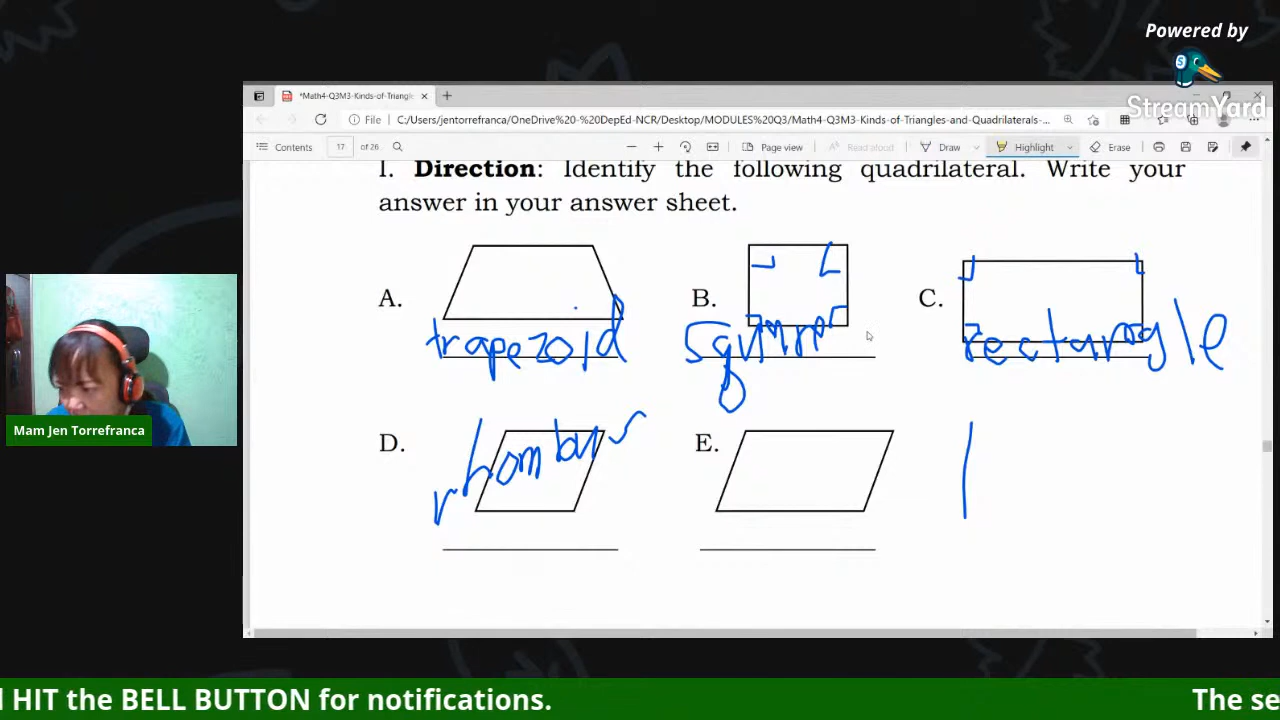 Powered by
StreamYard
*Math4-Q3M3-Kinds-of-Triangle
File C:/Users/jentorrefranca/OneDrive%20-%20DepEd-NCR/Desktop/MODULES%20Q3/Math4-Q3M3-Kinds-of-Triangles-and-Quadrilaterals-...
Contents 17 of 26 Page view Read aloud Draw Highlight Erase
I. Direction: Identify the following quadrilateral. Write your
answer in your answer sheet.
A. B. C.
trapezoid square rectangle
D. E.
rhombus
Mam Jen Torrefranca
HIT the BELL BUTTON for notifications. The se